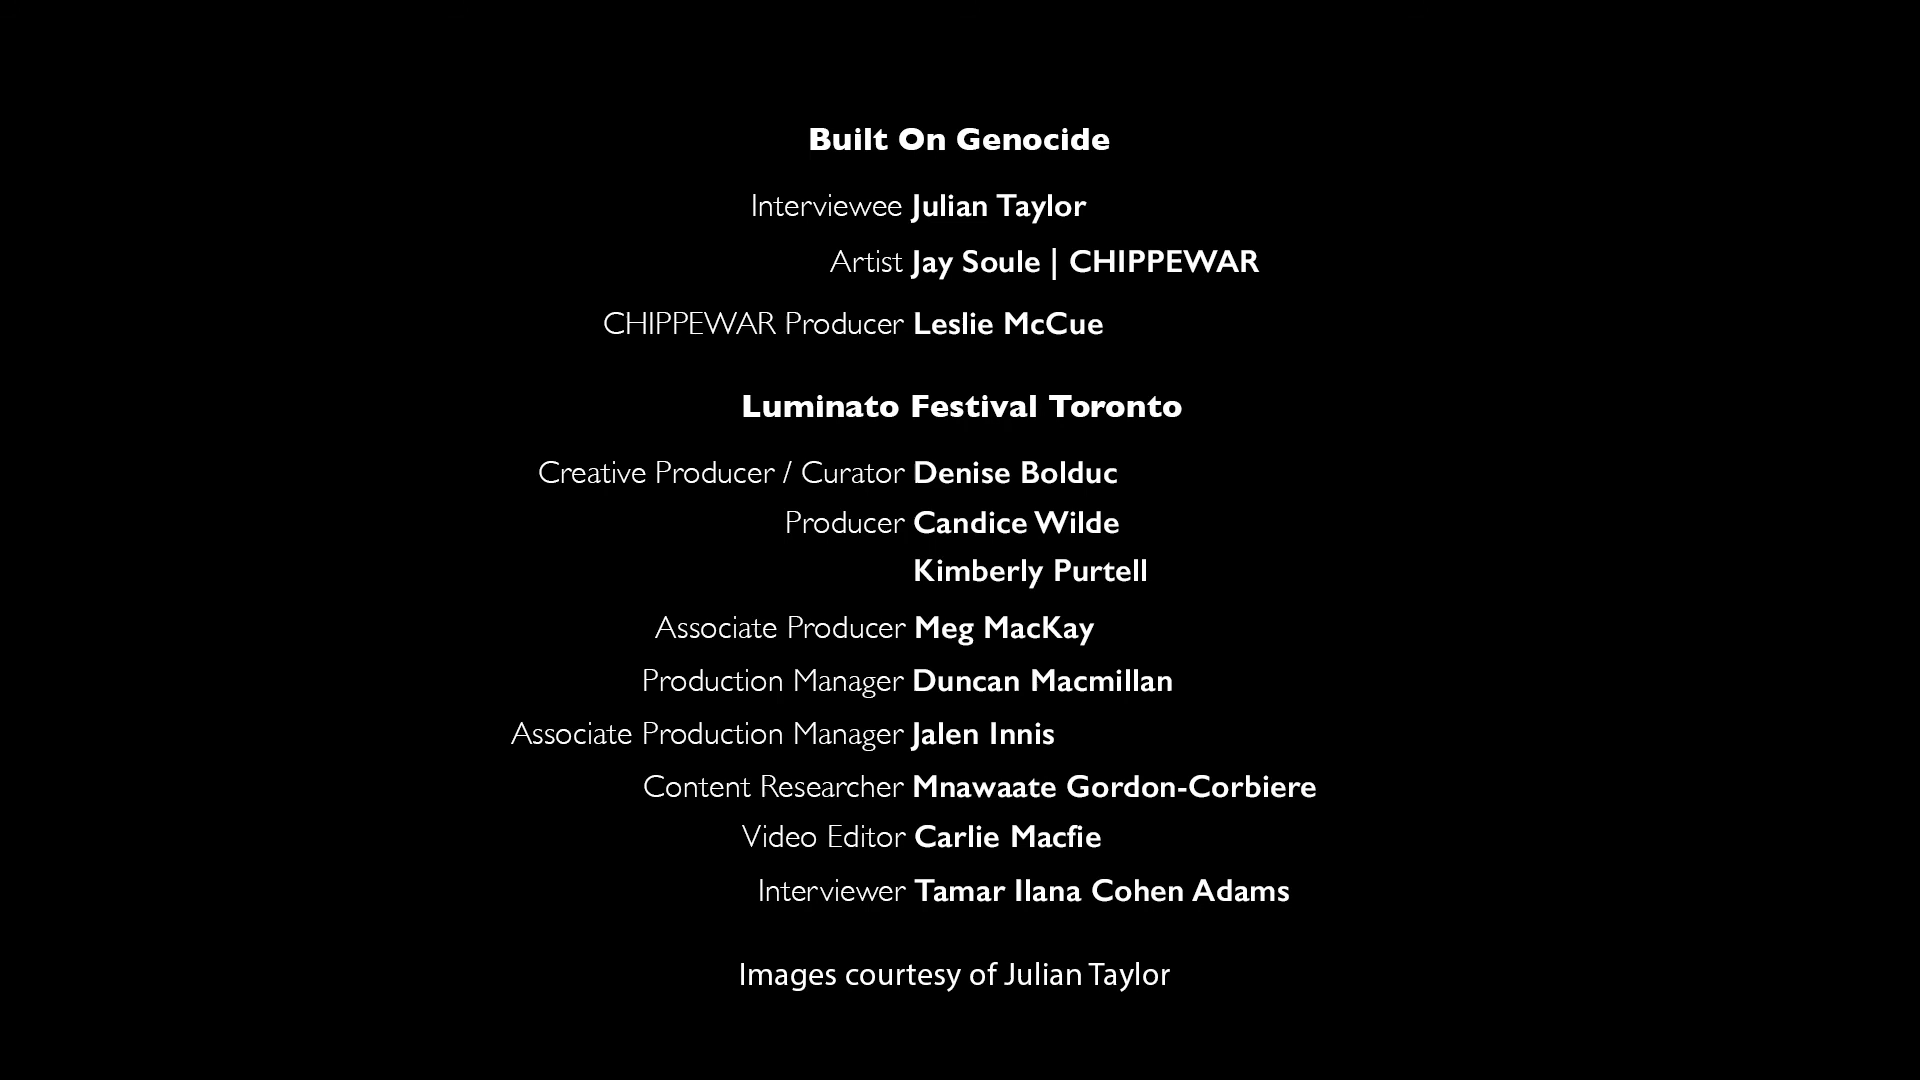 Built On Genocide
Interviewee Julian Taylor
Artist Jay Soule | CHIPPEWAR
CHIPPEWAR Producer Leslie McCue
Luminato Festival Toronto
Creative Producer / Curator Denise Bolduc
Producer Candice Wilde
Kimberly Purtell
Associate Producer Meg MacKay
Production Manager Duncan Macmillan
Associate Production Manager Jalen Innis
Content Researcher Mnawaate Gordon-Corbiere
Video Editor Carlie Macfie
Interviewer Tamar Ilana Cohen Adams
Images courtesy of Julian Taylor